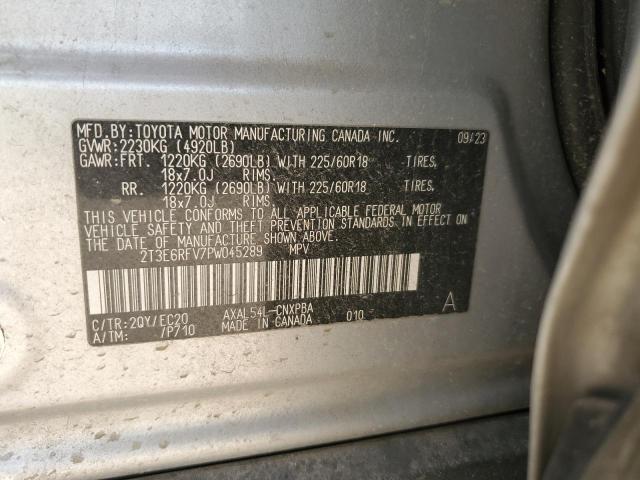 MFD.BY:TOYOTA MOTOR MANUFACTURING CANADA INC. 09/23
GVWR:2230KG (4920LB)
GAWR:FRT. 1220KG (2690LB) WITH 225/60R18 TIRES,
18x7.0J RIMS,
RR. 1220KG (2690LB) WITH 225/60R18 TIRES,
18x7.0J RIMS,
THIS VEHICLE CONFORMS TO ALL APPLICABLE FEDERAL MOTOR
VEHICLE SAFETY AND THEFT PREVENTION STANDARDS IN EFFECT ON
THE DATE OF MANUFACTURE SHOWN ABOVE.
2T3E6RFV7PW045289 MPV
C/TR:2QY/EC20 AXAL54L-CNXPBA 010 A
A/TM: /P710 MADE IN CANADA